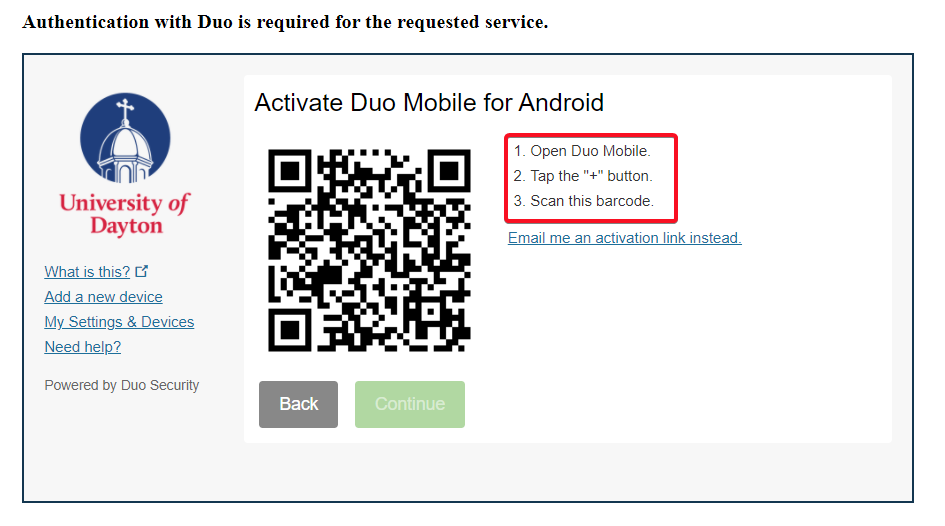 Authentication with Duo is required for the requested service.
University of
Dayton
What is this?
Add a new device
My Settings & Devices
Need help?
Powered by Duo Security
Activate Duo Mobile for Android
1. Open Duo Mobile.
2. Tap the "+" button.
3. Scan this barcode.
Email me an activation link instead.
Back
Continue